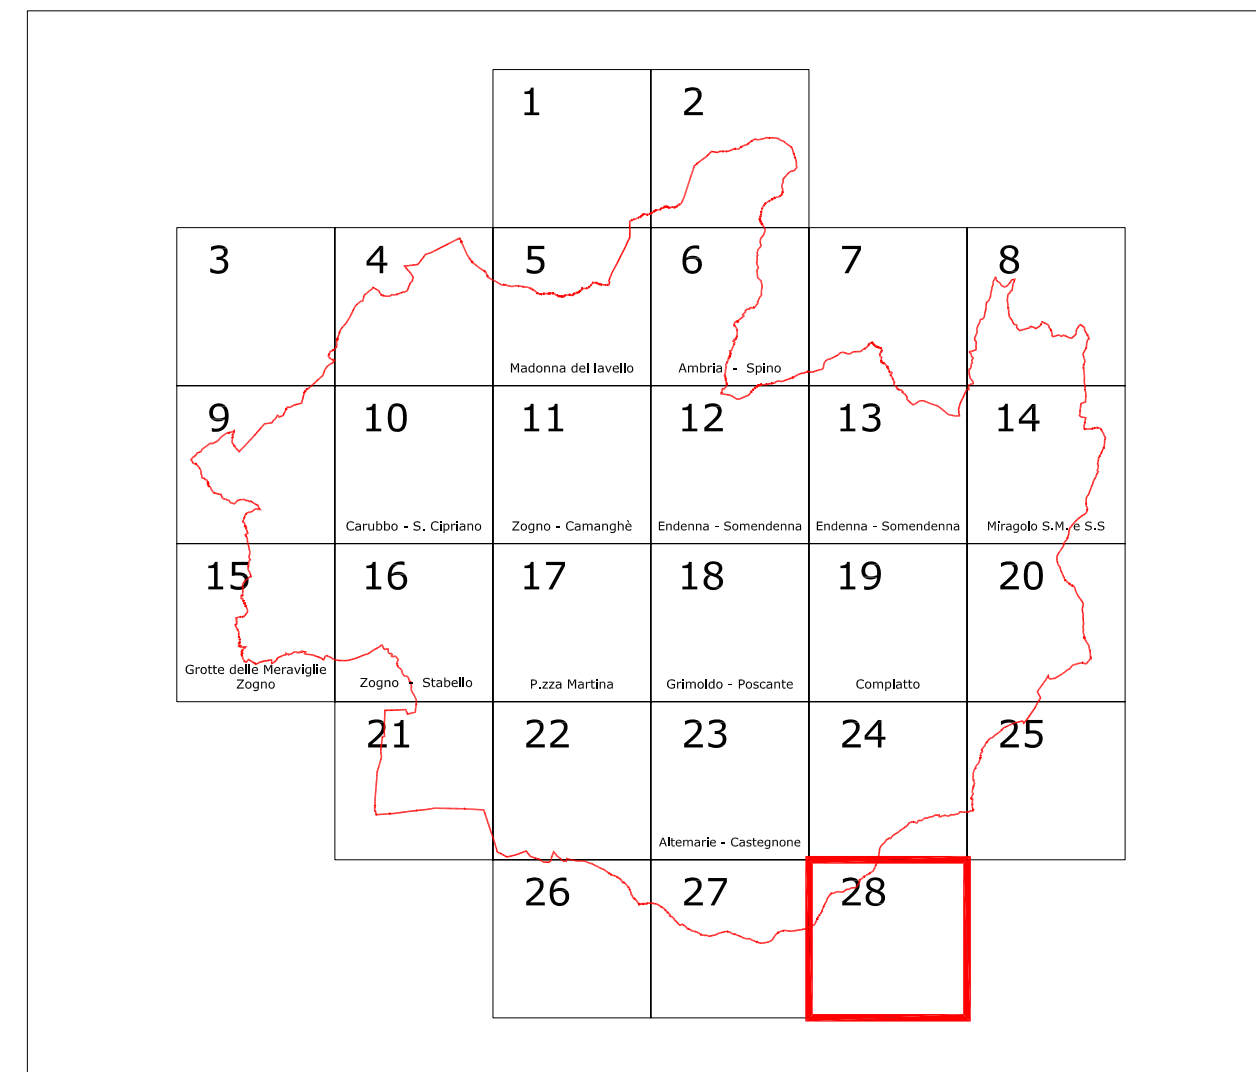 1
2
3
4
5
6
7
8
Madonna del lavello
Ambria - Spino
9
10
11
12
13
14
Carubbo - S. Cipriano
Zogno - Camanghè
Endenna - Somendenna
Endenna - Somendenna
Miragolo S.M. e S.S
15
16
17
18
19
20
Grotte delle Meraviglie
Zogno
Zogno - Stabello
P.zza Martina
Grimoldo - Poscante
Complatto
21
22
23
24
25
Altemarie - Castegnone
26
27
28